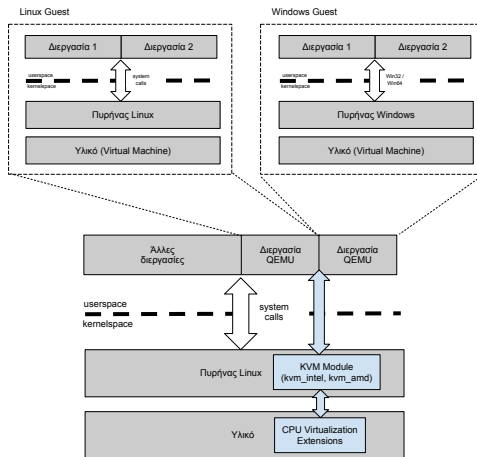 Linux Guest
Windows Guest
Διεργασία 1
Διεργασία 2
Διεργασία 1
Διεργασία 2
userspace
kernelspace
system
calls
userspace
kernelspace
Win32 /
Win64
Πυρήνας Linux
Πυρήνας Windows
Υλικό (Virtual Machine)
Υλικό (Virtual Machine)
Άλλες
διεργασίες
Διεργασία
QEMU
Διεργασία
QEMU
userspace
kernelspace
system
calls
Πυρήνας Linux
KVM Module
(kvm_intel, kvm_amd)
Υλικό
CPU Virtualization
Extensions